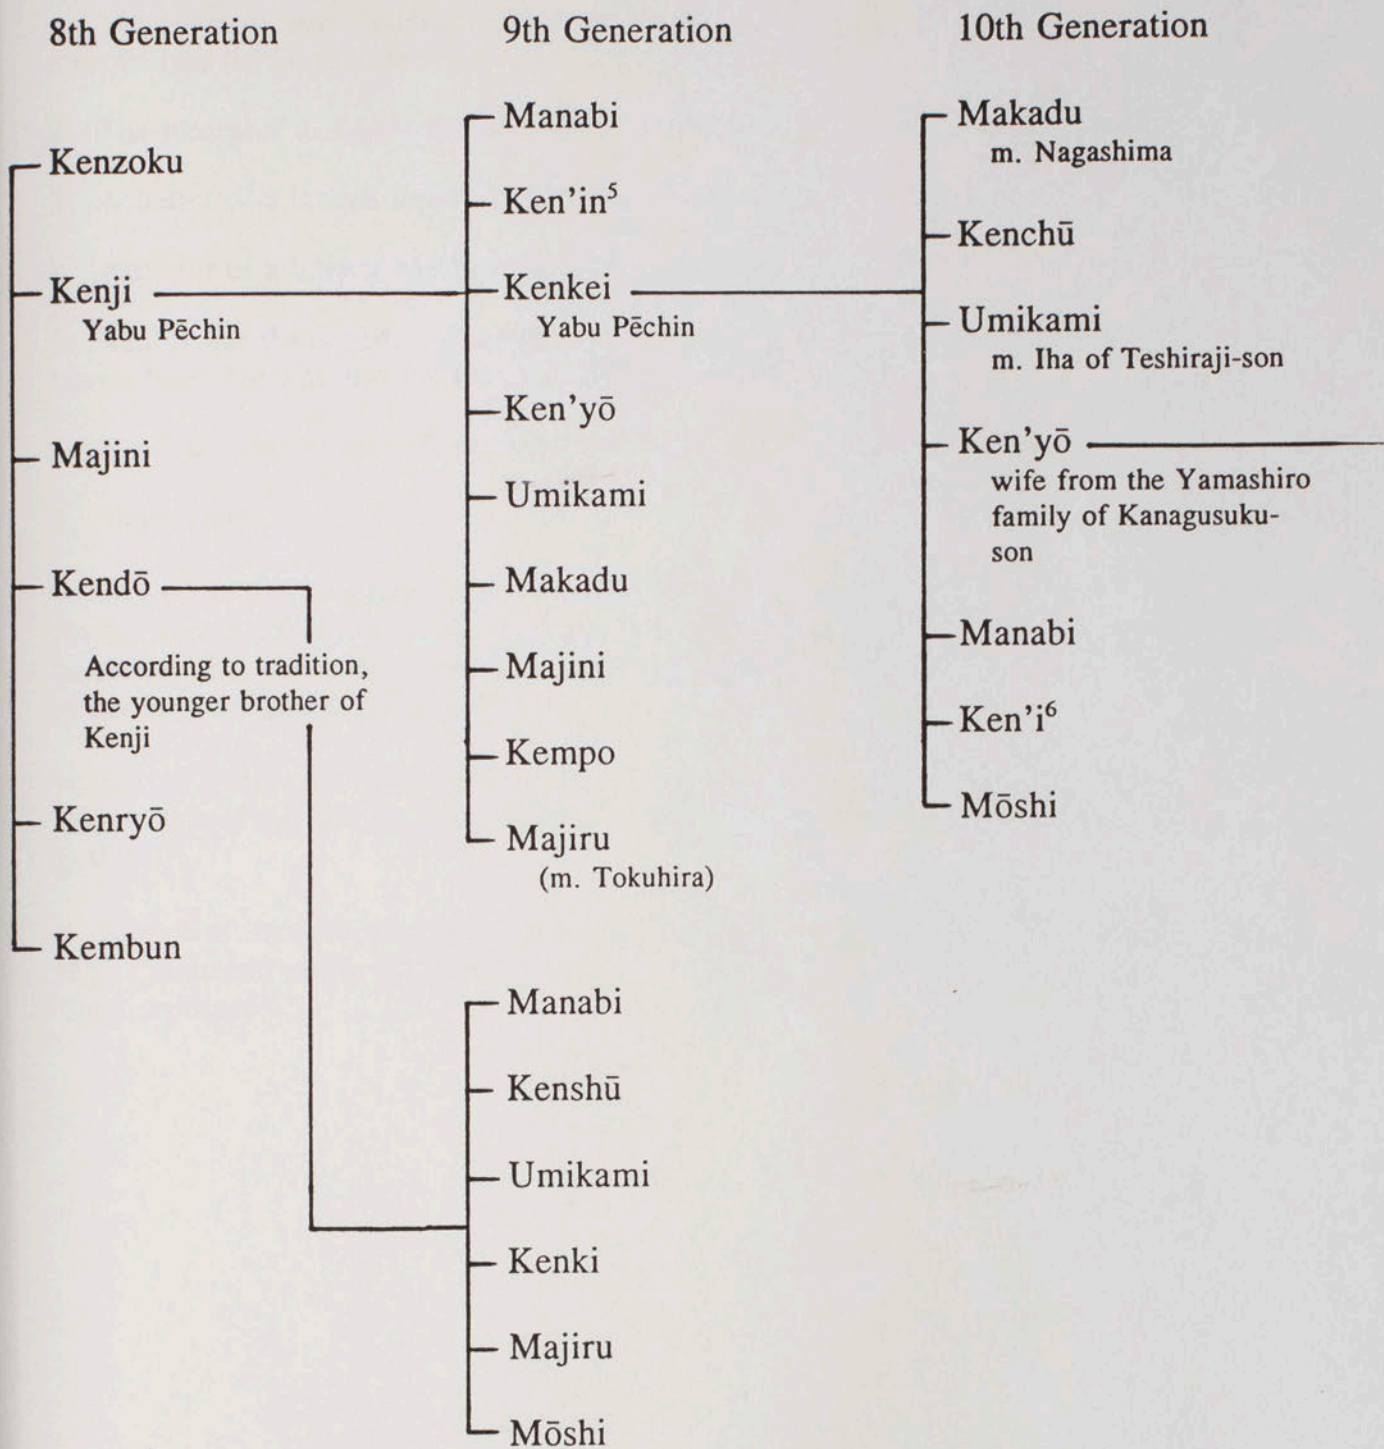 8th Generation
Kenzoku
Kenji
Yabu Pēchin
Majini
Kendō
According to tradition,
the younger brother of
Kenji
Kenryō
Kembun
9th Generation
Manabi
Ken’in⁵
Kenkei
Yabu Pēchin
Ken’yō
Umikami
Makadu
Majini
Kempo
Majiru
(m. Tokuhira)
Manabi
Kenshū
Umikami
Kenki
Majiru
Mōshi
10th Generation
Makadu
m. Nagashima
Kenchū
Umikami
m. Iha of Teshiraji-son
Ken’yō
wife from the Yamashiro
family of Kanagusuku-
son
Manabi
Ken’i⁶
Mōshi